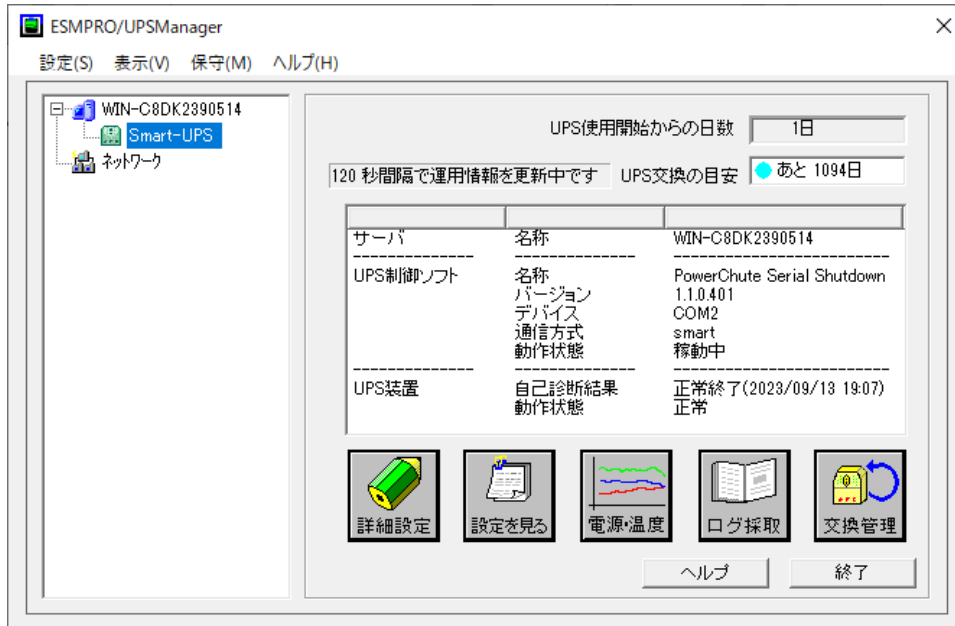 ESMPRO/UPSManager
設定(S) 表示(V) 保守(M) ヘルプ(H)
WIN-C8DK2390514
Smart-UPS
ネットワーク
UPS使用開始からの日数 1日
120 秒間隔で運用情報を更新中です UPS交換の目安 あと 1094日
サーバ 名称 WIN-C8DK2390514
-------------- -------------- -------------------------
UPS制御ソフト 名称 PowerChute Serial Shutdown
バージョン 1.1.0.401
デバイス COM2
通信方式 smart
動作状態 稼動中
-------------- -------------- -------------------------
UPS装置 自己診断結果 正常終了(2023/09/13 19:07)
動作状態 正常
詳細設定 設定を見る 電源・温度 ログ採取 交換管理
ヘルプ 終了